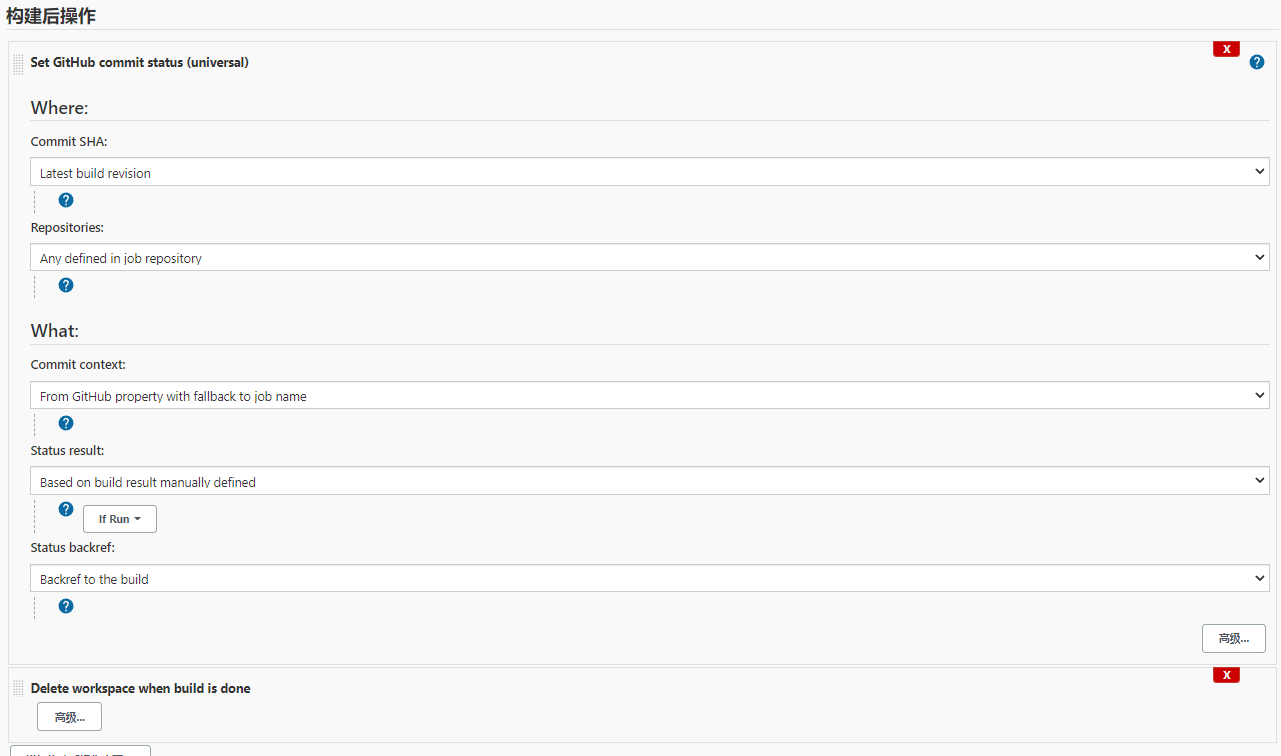 构建后操作
X
Set GitHub commit status (universal)
?
Where:
Commit SHA:
Latest build revision
?
Repositories:
Any defined in job repository
?
What:
Commit context:
From GitHub property with fallback to job name
?
Status result:
Based on build result manually defined
?
If Run
Status backref:
Backref to the build
?
高级...
X
Delete workspace when build is done
高级...